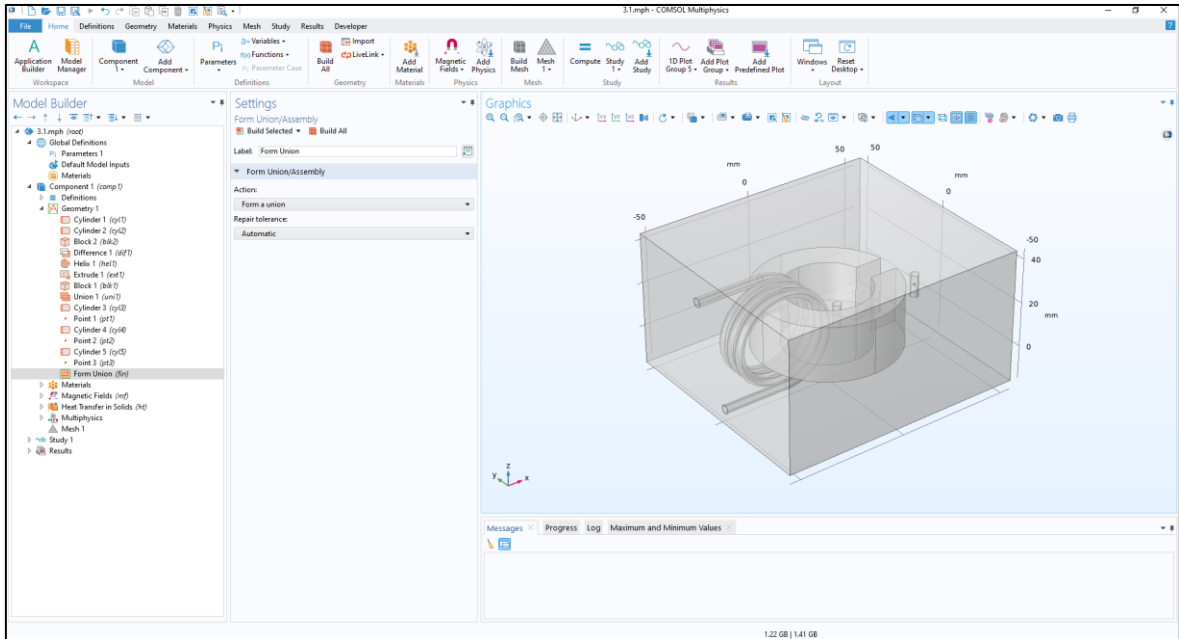 3.1.mph - COMSOL Multiphysics
File Home Definitions Geometry Materials Physics Mesh Study Results Developer
Application Builder
Model Manager
Workspace
Component 1
Add Component
Model
Pi
Parameters
a= Variables
f(x) Functions
Pi Parameter Case
Definitions
Build All
Import
LiveLink
Geometry
Add Material
Materials
Magnetic Fields
Add Physics
Physics
Build Mesh
Mesh 1
Mesh
Compute
Study 1
Add Study
Study
1D Plot Group 5
Add Plot Group
Add Predefined Plot
Results
Windows
Reset Desktop
Layout
Model Builder
3.1.mph (root)
Global Definitions
Pi Parameters 1
Default Model Inputs
Materials
Component 1 (comp1)
Definitions
Geometry 1
Cylinder 1 (cyl1)
Cylinder 2 (cyl2)
Block 2 (blk2)
Difference 1 (dif1)
Helix 1 (hel1)
Extrude 1 (ext1)
Block 1 (blk1)
Union 1 (uni1)
Cylinder 3 (cyl3)
Point 1 (pt1)
Cylinder 4 (cyl4)
Point 2 (pt2)
Cylinder 5 (cyl5)
Point 3 (pt3)
Form Union (fin)
Materials
Magnetic Fields (mf)
Heat Transfer in Solids (ht)
Multiphysics
Mesh 1
Study 1
Results
Settings
Form Union/Assembly
Build Selected Build All
Label: Form Union
Form Union/Assembly
Action:
Form a union
Repair tolerance:
Automatic
Graphics
50 50
mm mm
0 0
-50 -50
40
20
mm
0
z
y x
Messages Progress Log Maximum and Minimum Values
1.22 GB | 1.41 GB